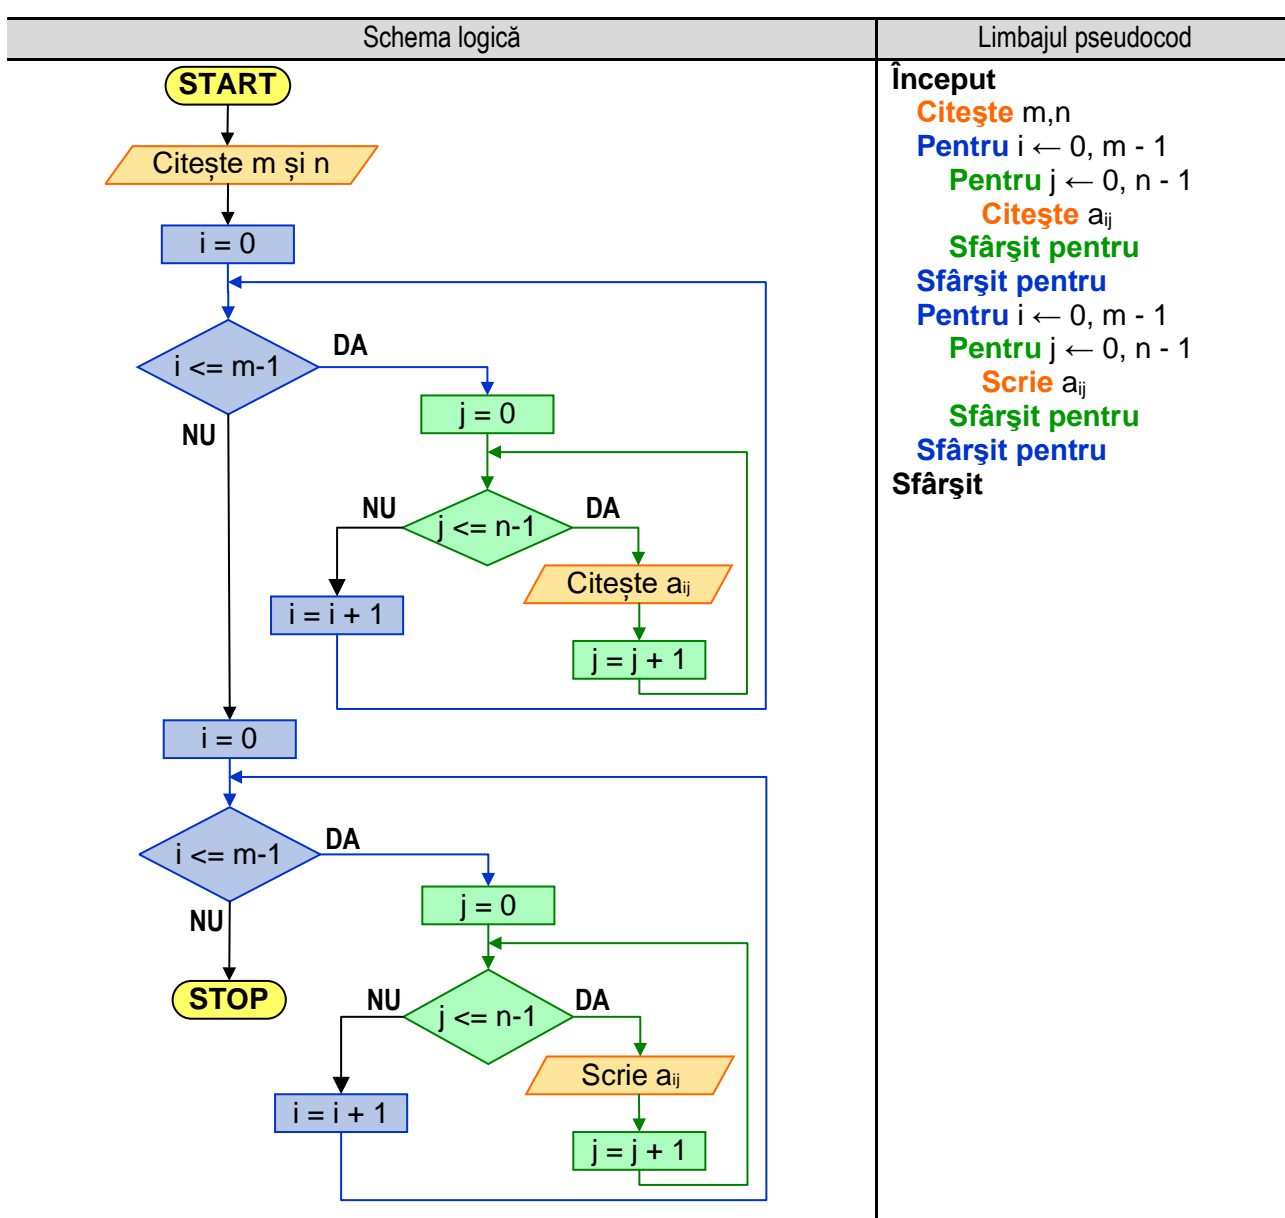 Schema logică
Limbajul pseudocod
START
Citește m și n
i = 0
i <= m-1
DA
NU
j = 0
j <= n-1
NU
DA
Citește aij
i = i + 1
j = j + 1
i = 0
i <= m-1
DA
NU
STOP
j = 0
j <= n-1
NU
DA
Scrie aij
i = i + 1
j = j + 1
Început
Citeşte m,n
Pentru i ← 0, m - 1
Pentru j ← 0, n - 1
Citeşte aij
Sfârşit pentru
Sfârşit pentru
Pentru i ← 0, m - 1
Pentru j ← 0, n - 1
Scrie aij
Sfârşit pentru
Sfârşit pentru
Sfârşit